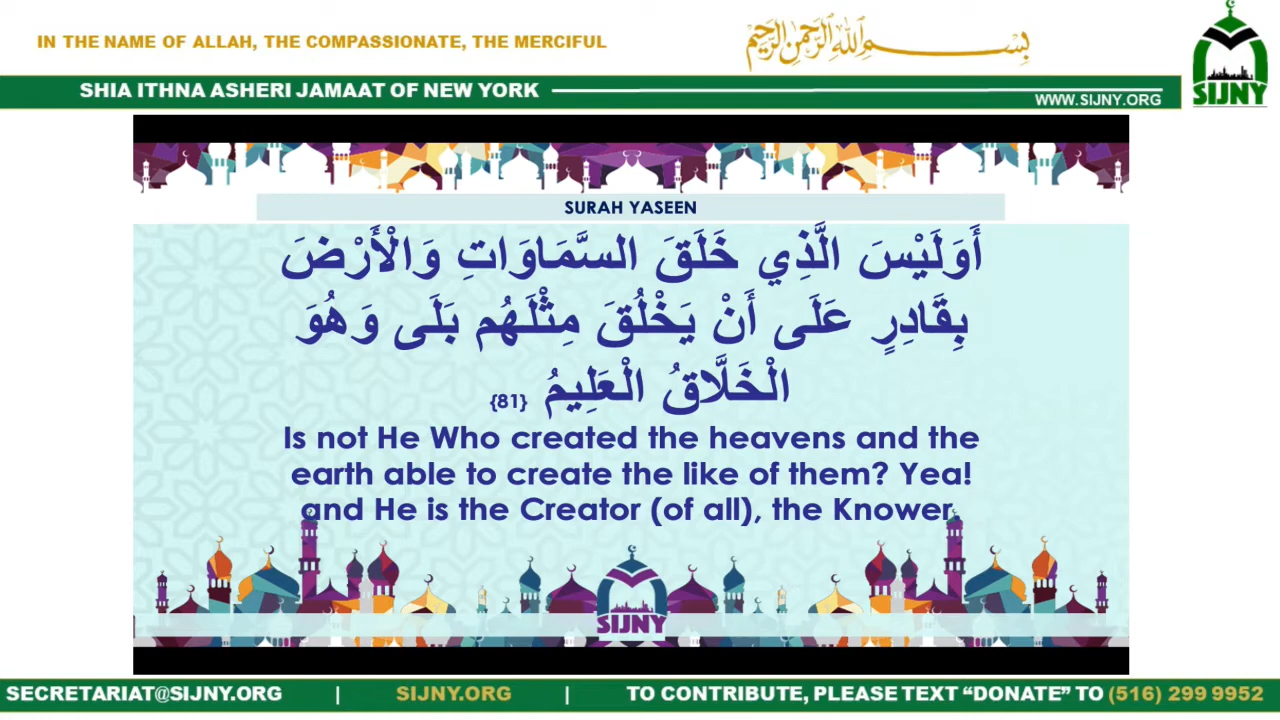 IN THE NAME OF ALLAH, THE COMPASSIONATE, THE MERCIFUL
بِسْمِ اللهِ الرَّحْمٰنِ الرَّحِيْمِ
SHIA ITHNA ASHERI JAMAAT OF NEW YORK
WWW.SIJNY.ORG
SIJNY
SURAH YASEEN
أَوَلَيْسَ الَّذِي خَلَقَ السَّمَاوَاتِ وَالْأَرْضَ
بِقَادِرٍ عَلَى أَنْ يَخْلُقَ مِثْلَهُم بَلَى وَهُوَ
الْخَلَّاقُ الْعَلِيمُ {81}
Is not He Who created the heavens and the
earth able to create the like of them? Yea!
and He is the Creator (of all), the Knower.
SIJNY
SECRETARIAT@SIJNY.ORG | SIJNY.ORG | TO CONTRIBUTE, PLEASE TEXT “DONATE” TO (516) 299 9952